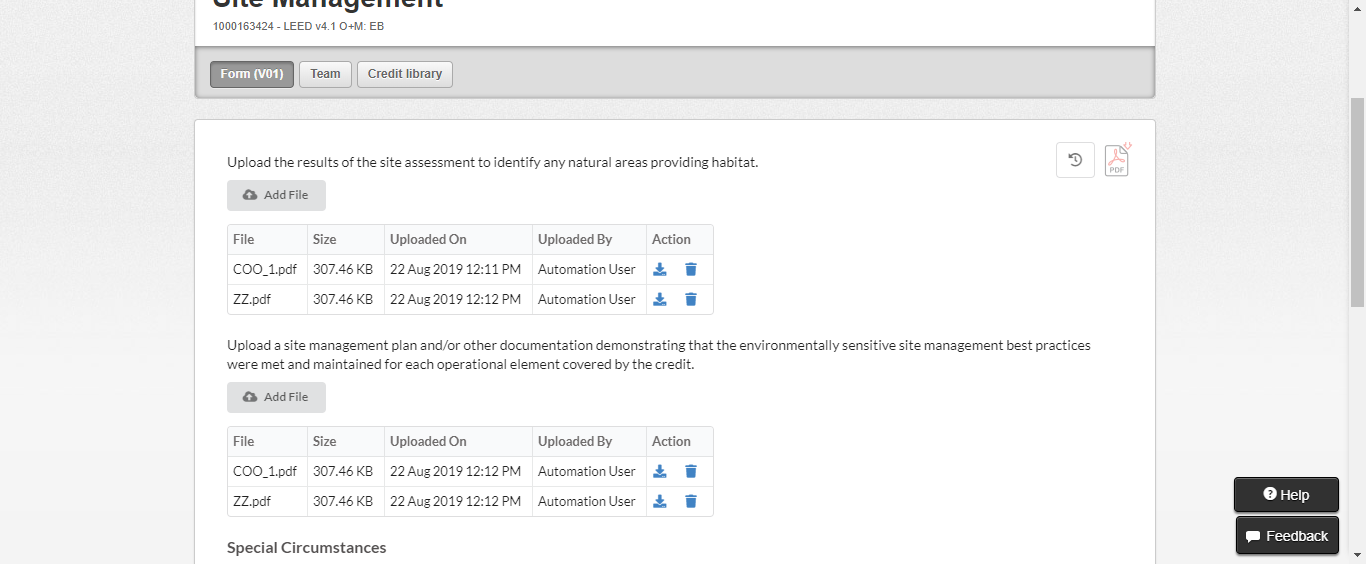 Site Management
1000163424 - LEED v4.1 O+M: EB
Form (V01) Team Credit library
Upload the results of the site assessment to identify any natural areas providing habitat.
PDF
Add File
File Size Uploaded On Uploaded By Action
COO_1.pdf 307.46 KB 22 Aug 2019 12:11 PM Automation User
ZZ.pdf 307.46 KB 22 Aug 2019 12:12 PM Automation User
Upload a site management plan and/or other documentation demonstrating that the environmentally sensitive site management best practices
were met and maintained for each operational element covered by the credit.
Add File
File Size Uploaded On Uploaded By Action
COO_1.pdf 307.46 KB 22 Aug 2019 12:12 PM Automation User
ZZ.pdf 307.46 KB 22 Aug 2019 12:12 PM Automation User
Help
Feedback
Special Circumstances